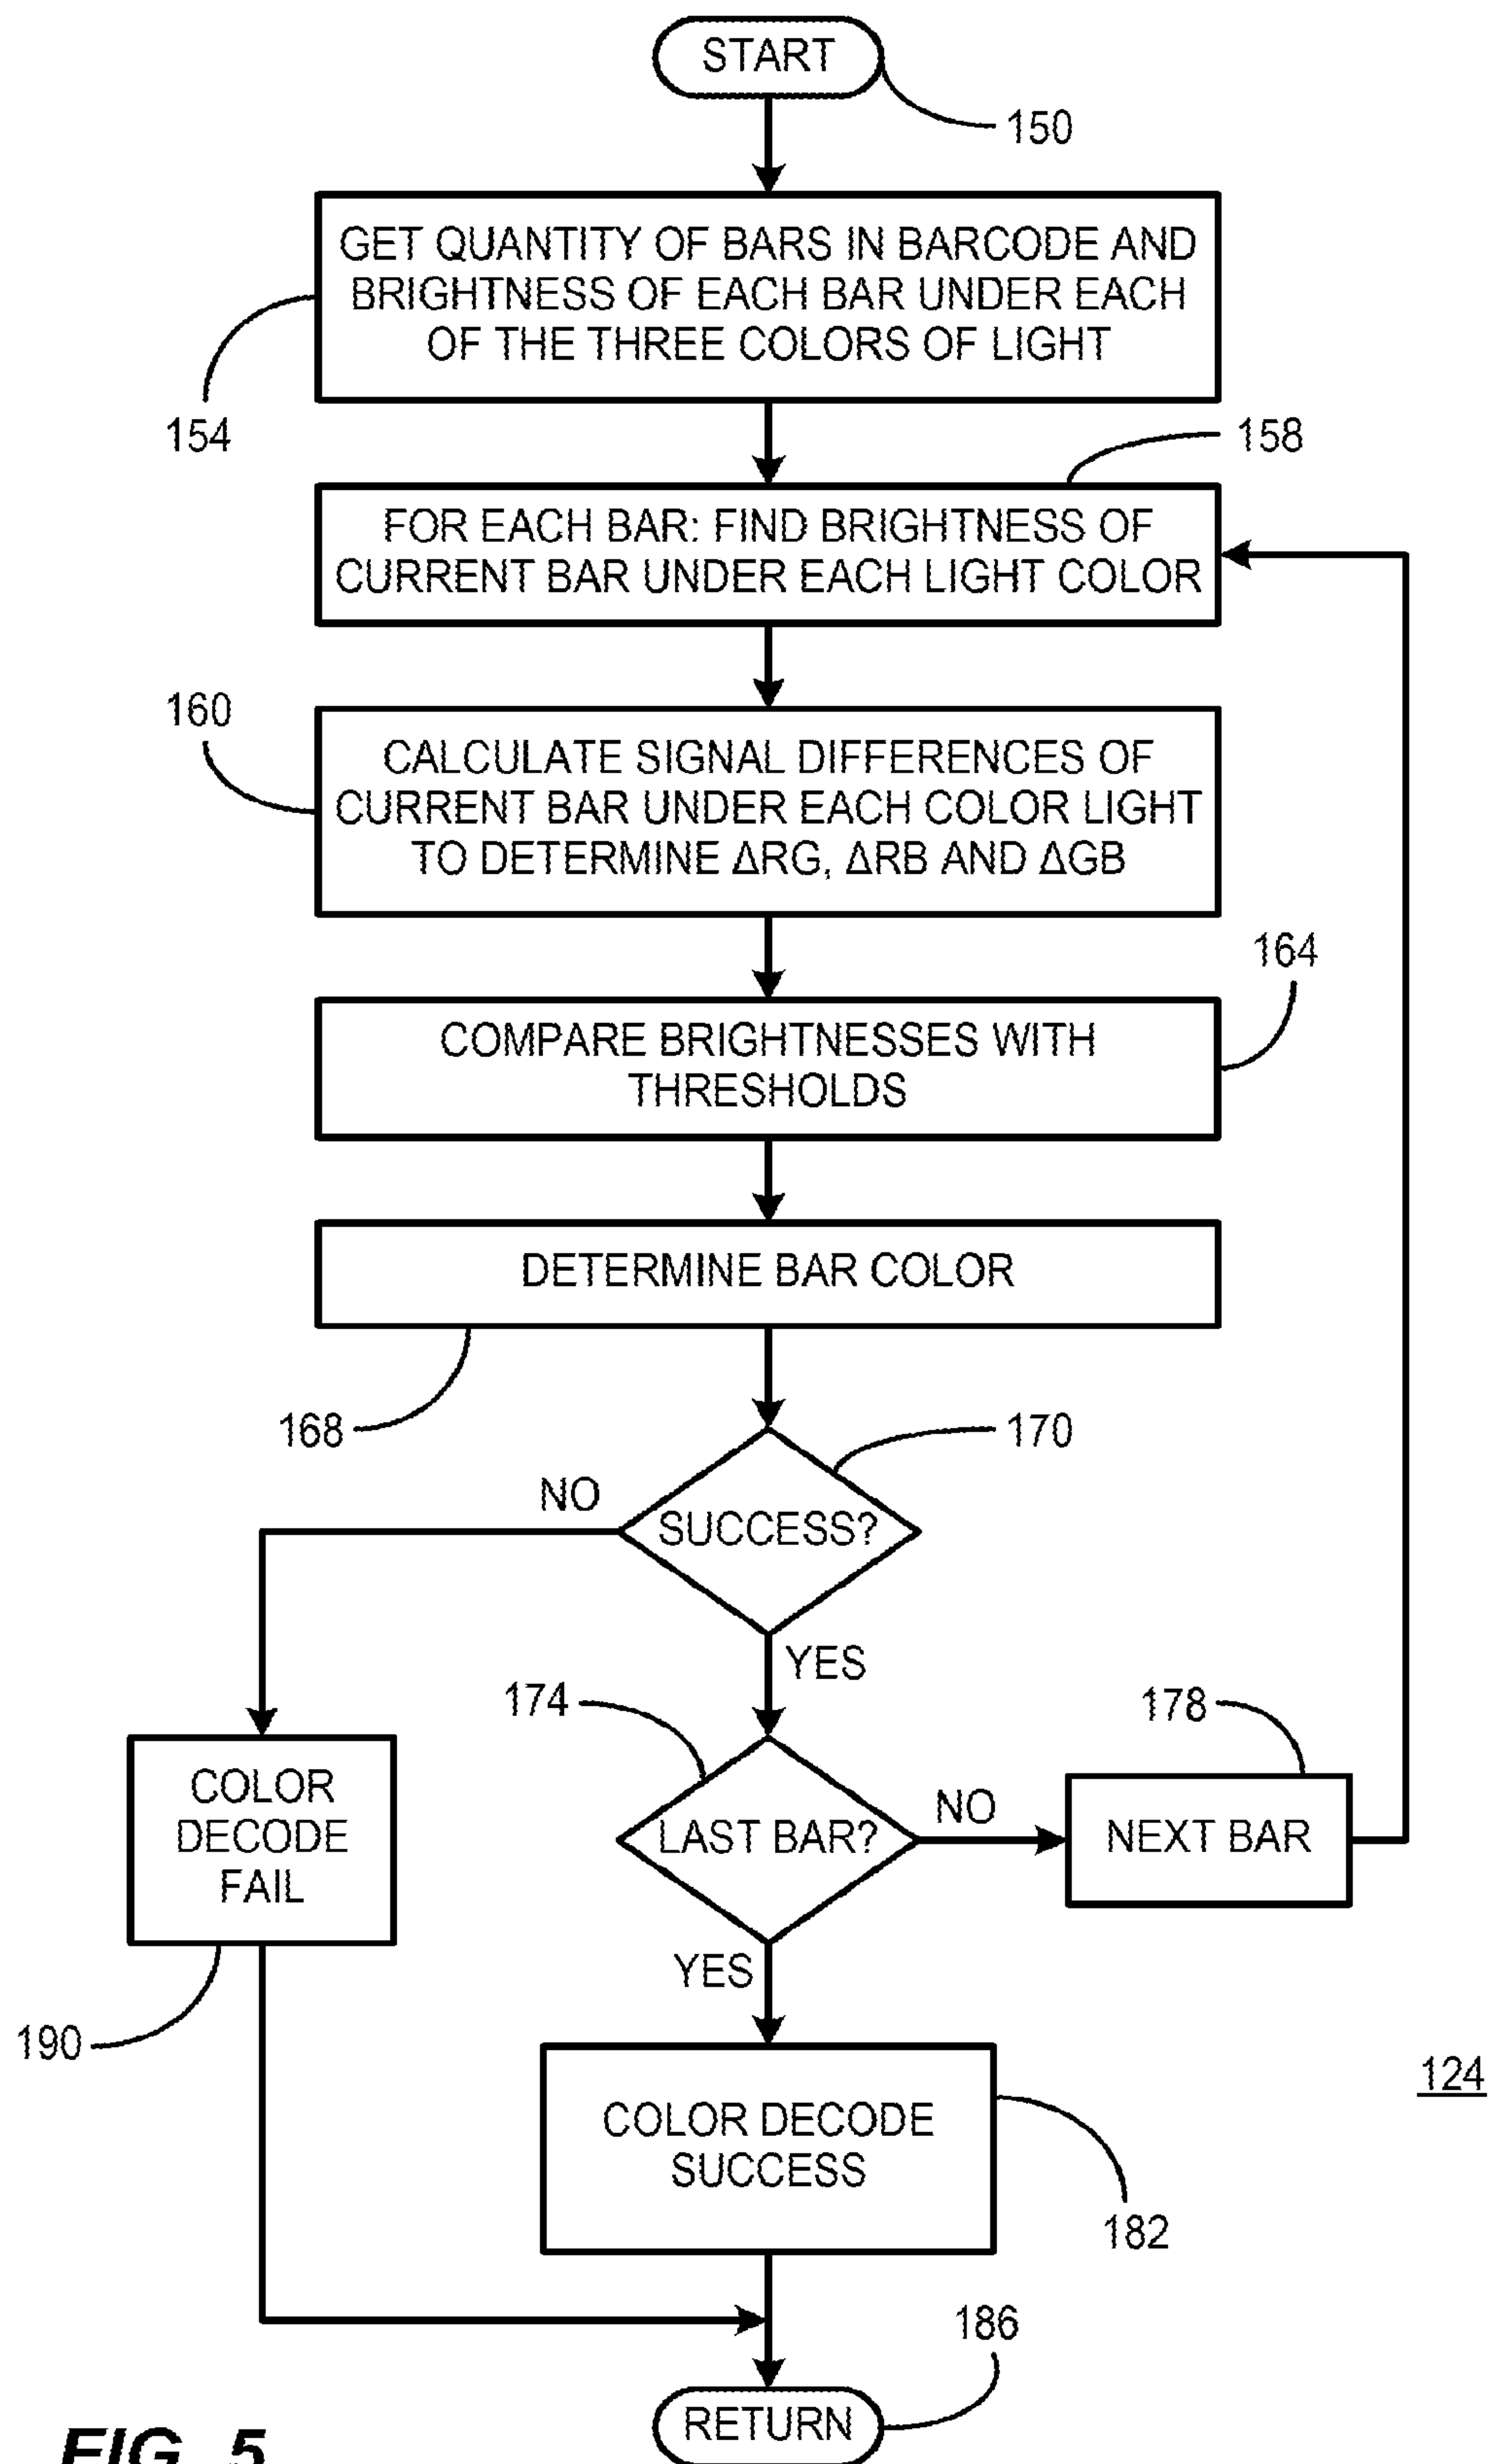 START
150
GET QUANTITY OF BARS IN BARCODE AND
BRIGHTNESS OF EACH BAR UNDER EACH
OF THE THREE COLORS OF LIGHT
154
158
FOR EACH BAR: FIND BRIGHTNESS OF
CURRENT BAR UNDER EACH LIGHT COLOR
160
CALCULATE SIGNAL DIFFERENCES OF
CURRENT BAR UNDER EACH COLOR LIGHT
TO DETERMINE ΔRG, ΔRB AND ΔGB
164
COMPARE BRIGHTNESSES WITH
THRESHOLDS
DETERMINE BAR COLOR
168
170
NO
SUCCESS?
YES
174
178
COLOR
DECODE
FAIL
LAST BAR?
NO
NEXT BAR
YES
190
124
COLOR DECODE
SUCCESS
182
186
RETURN
FIG. 5